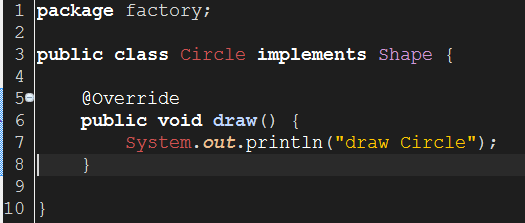 1 package factory;
2
3 public class Circle implements Shape {
4
5     @Override
6     public void draw() {
7         System.out.println("draw Circle");
8     }
9
10 }